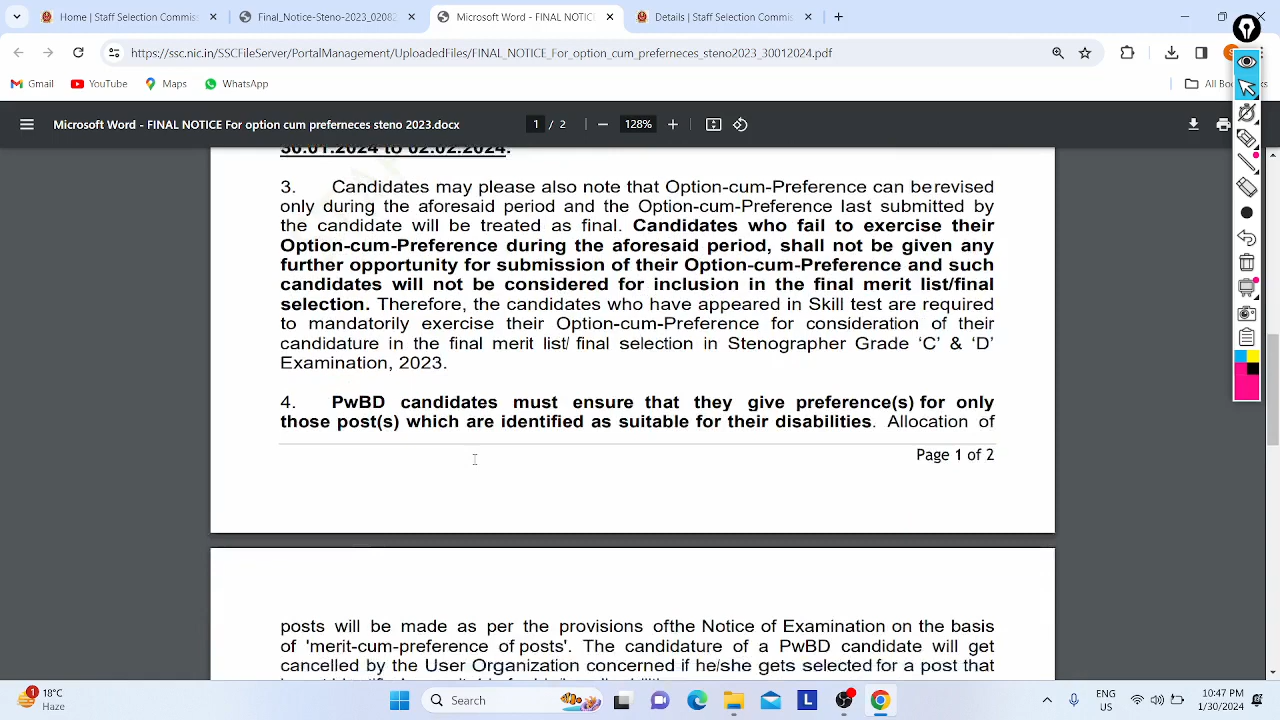 Home | Staff Selection Commis
Final_Notice-Steno-2023_0208
Microsoft Word - FINAL NOTICE
Details | Staff Selection Commis
https://ssc.nic.in/SSCFileServer/PortalManagement/UploadedFiles/FINAL_NOTICE_For_option_cum_preferneces_steno2023_30012024.pdf
Gmail YouTube Maps WhatsApp All Bo
Microsoft Word - FINAL NOTICE For option cum preferneces steno 2023.docx 1 / 2 128%
30.01.2024 to 02.02.2024.
3. Candidates may please also note that Option-cum-Preference can berevised
only during the aforesaid period and the Option-cum-Preference last submitted by
the candidate will be treated as final. Candidates who fail to exercise their
Option-cum-Preference during the aforesaid period, shall not be given any
further opportunity for submission of their Option-cum-Preference and such
candidates will not be considered for inclusion in the final merit list/final
selection. Therefore, the candidates who have appeared in Skill test are required
to mandatorily exercise their Option-cum-Preference for consideration of their
candidature in the final merit list/ final selection in Stenographer Grade ‘C’ & ‘D’
Examination, 2023.
4. PwBD candidates must ensure that they give preference(s) for only
those post(s) which are identified as suitable for their disabilities. Allocation of
Page 1 of 2
posts will be made as per the provisions ofthe Notice of Examination on the basis
of 'merit-cum-preference of posts'. The candidature of a PwBD candidate will get
cancelled by the User Organization concerned if he/she gets selected for a post that
1
18°C
Haze
Search
ENG
US
10:47 PM
1/30/2024